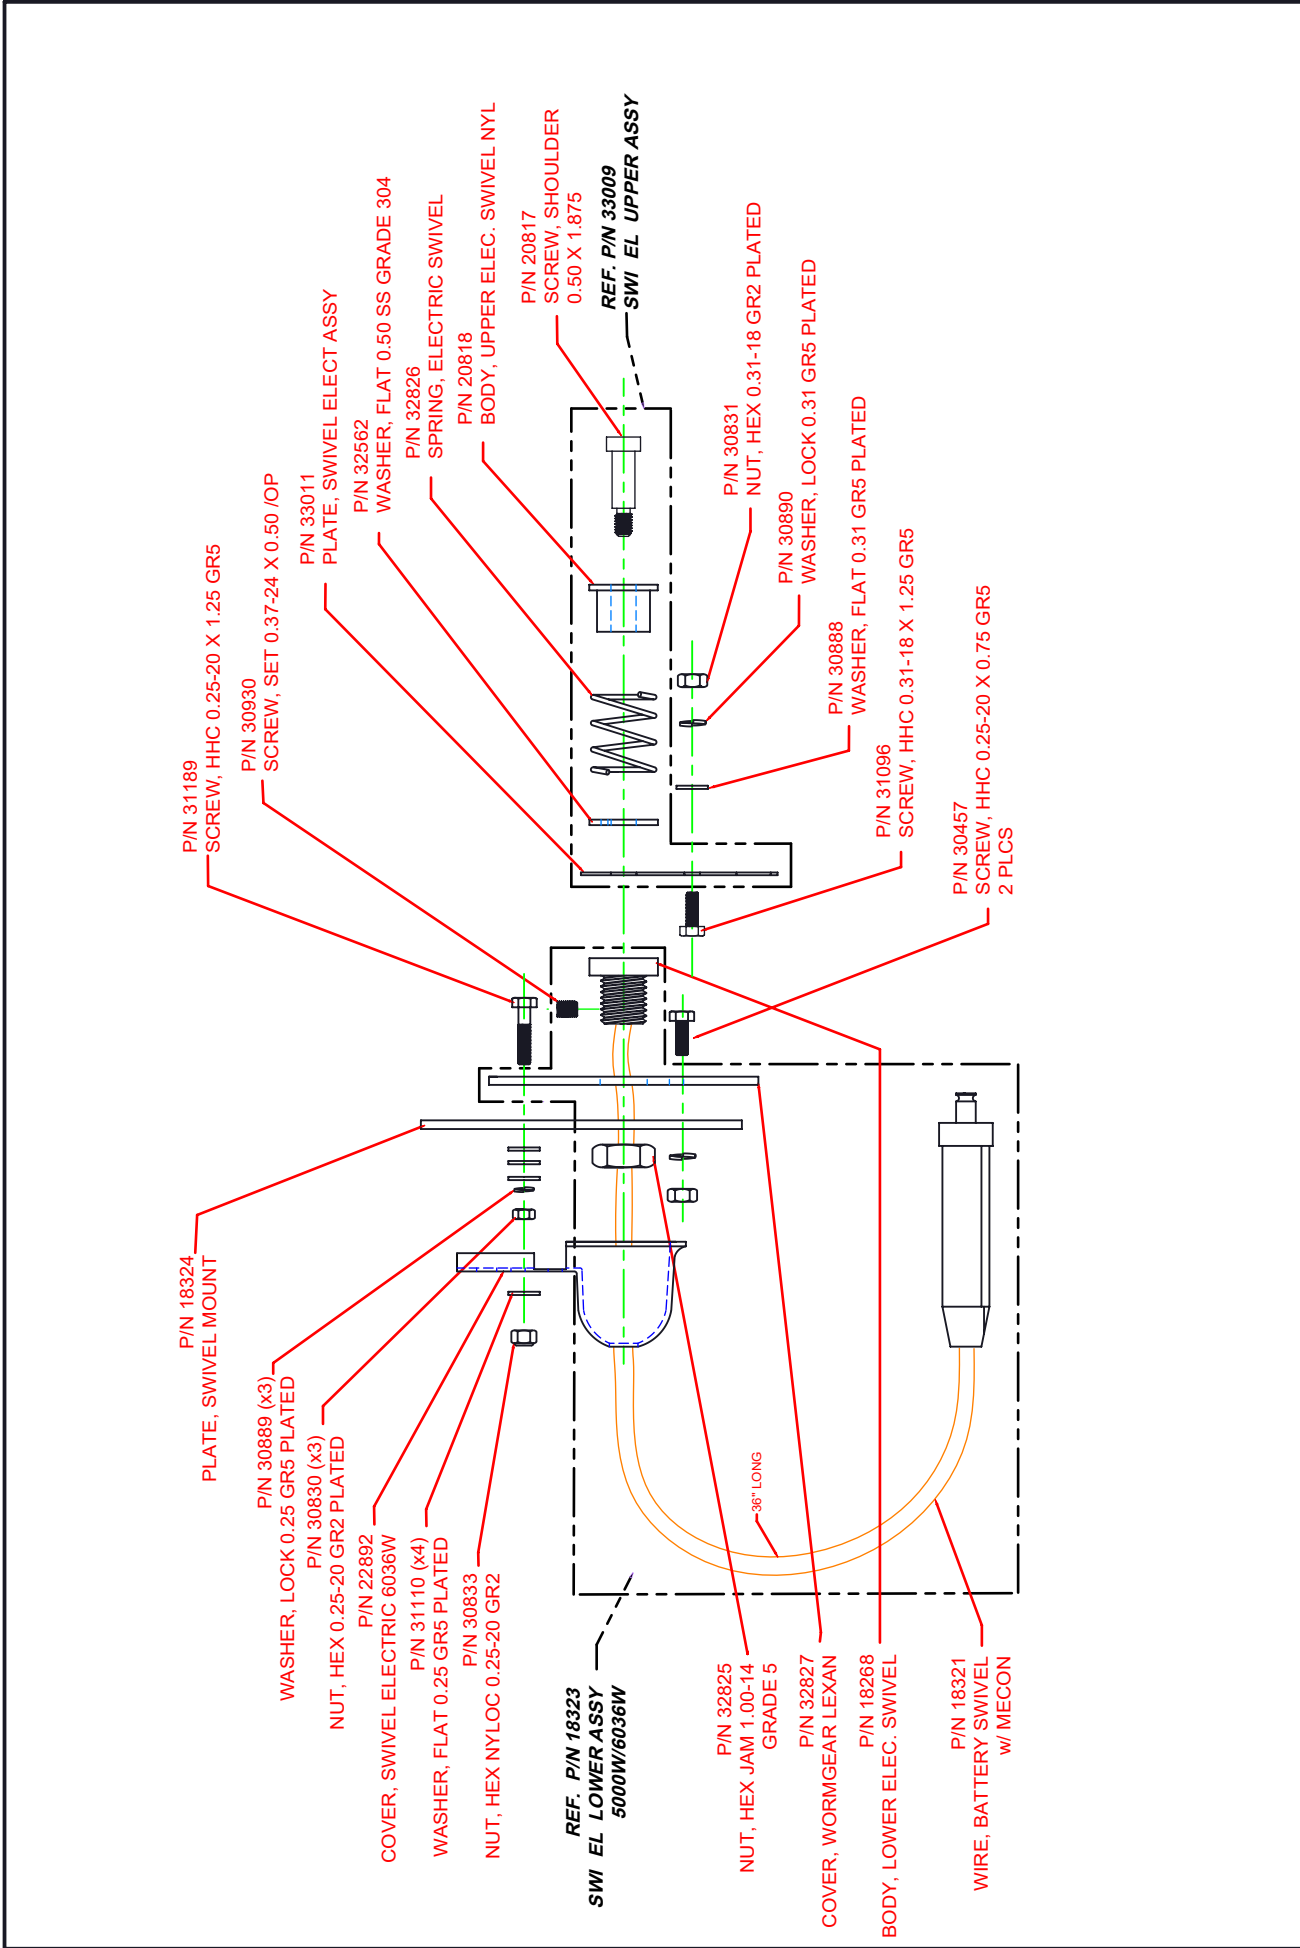 P/N 31189
SCREW, HHC 0.25-20 X 1.25 GR5
P/N 30930
SCREW, SET 0.37-24 X 0.50 /OP
P/N 33011
PLATE, SWIVEL ELECT ASSY
P/N 32562
WASHER, FLAT 0.50 SS GRADE 304
P/N 32826
SPRING, ELECTRIC SWIVEL
P/N 20818
BODY, UPPER ELEC. SWIVEL NYL
P/N 20817
SCREW, SHOULDER
0.50 X 1.875
REF. P/N 33009
SWI EL UPPER ASSY
P/N 30831
NUT, HEX 0.31-18 GR2 PLATED
P/N 30890
WASHER, LOCK 0.31 GR5 PLATED
P/N 30888
WASHER, FLAT 0.31 GR5 PLATED
P/N 31096
SCREW, HHC 0.31-18 X 1.25 GR5
P/N 30457
SCREW, HHC 0.25-20 X 0.75 GR5
2 PLCS
P/N 18324
PLATE, SWIVEL MOUNT
P/N 30889 (x3)
WASHER, LOCK 0.25 GR5 PLATED
P/N 30830 (x3)
NUT, HEX 0.25-20 GR2 PLATED
P/N 22892
COVER, SWIVEL ELECTRIC 6036W
P/N 31110 (x4)
WASHER, FLAT 0.25 GR5 PLATED
P/N 30833
NUT, HEX NYLOC 0.25-20 GR2
REF. P/N 18323
SWI EL LOWER ASSY
5000W/6036W
36" LONG
P/N 32825
NUT, HEX JAM 1.00-14
GRADE 5
P/N 32827
COVER, WORMGEAR LEXAN
P/N 18268
BODY, LOWER ELEC. SWIVEL
P/N 18321
WIRE, BATTERY SWIVEL
w/ MECON